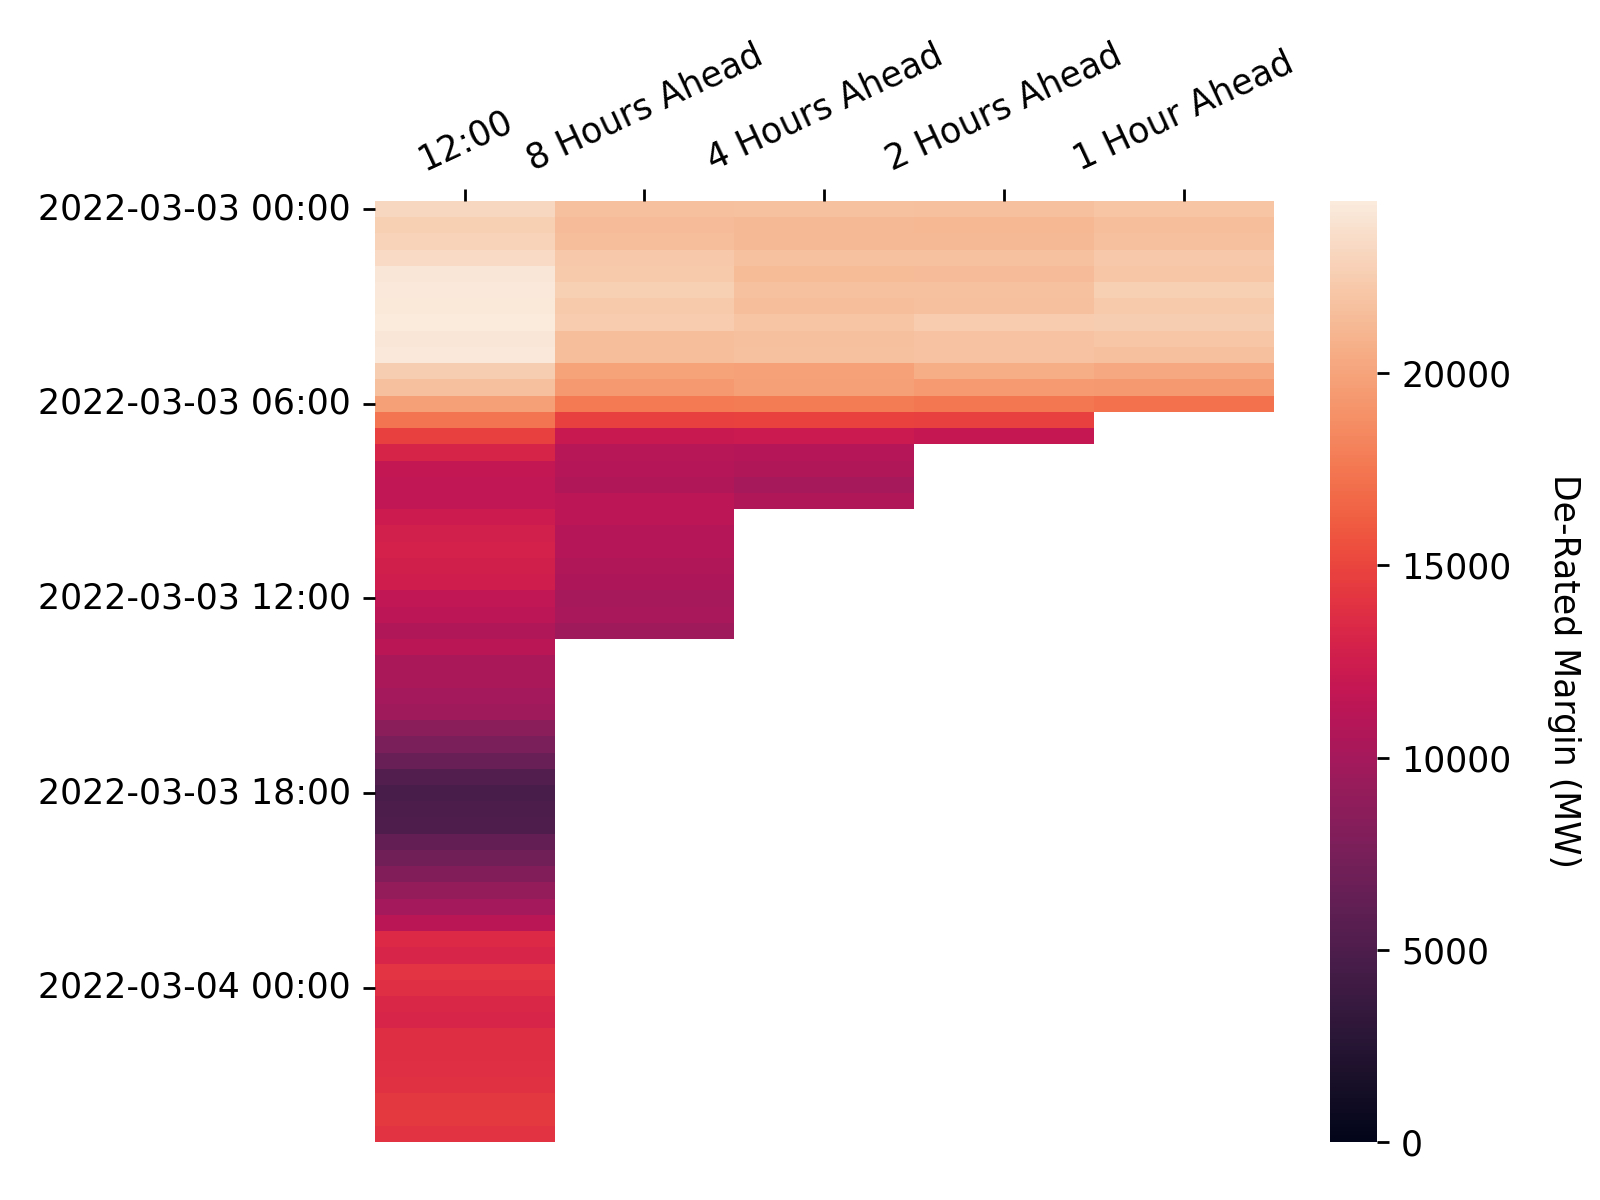 12:00
8 Hours Ahead
4 Hours Ahead
2 Hours Ahead
1 Hour Ahead
2022-03-03 00:00
2022-03-03 06:00
2022-03-03 12:00
2022-03-03 18:00
2022-03-04 00:00
20000
15000
10000
5000
0
De-Rated Margin (MW)